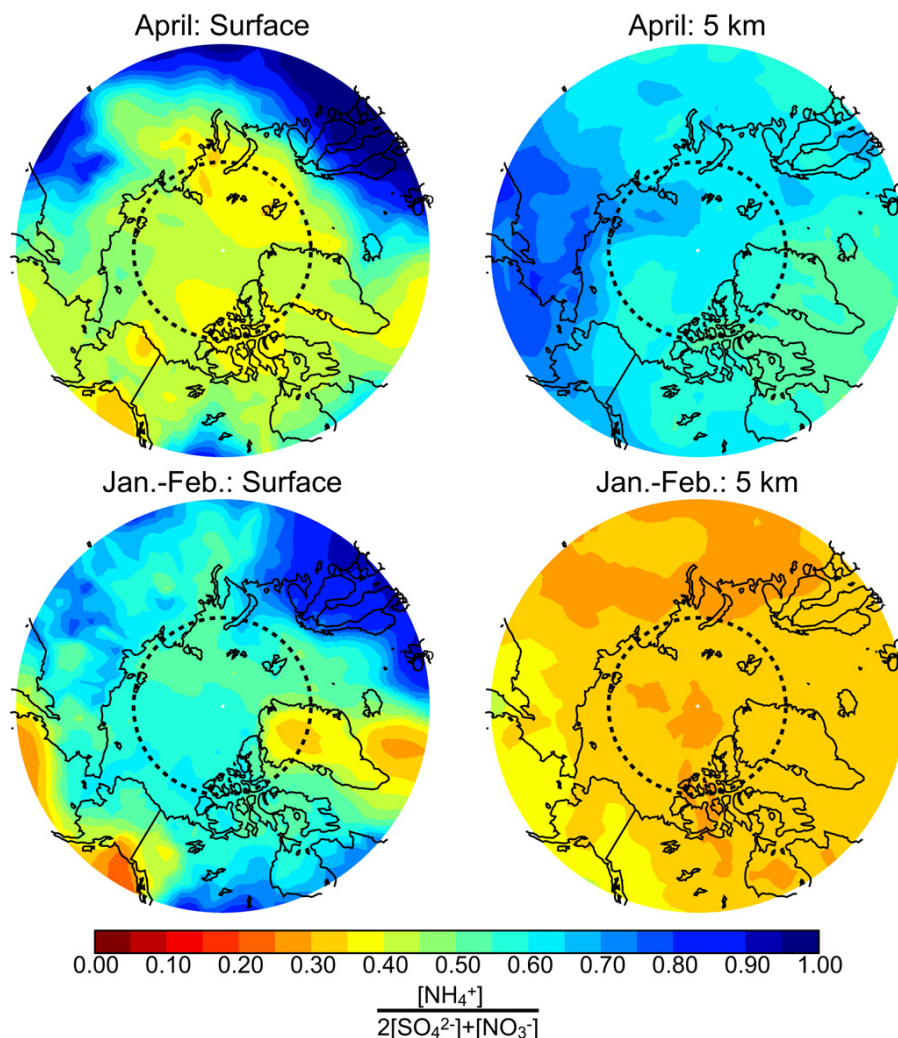 April: Surface
April: 5 km
Jan.-Feb.: Surface
Jan.-Feb.: 5 km
0.00 0.10 0.20 0.30 0.40 0.50 0.60 0.70 0.80 0.90 1.00
[NH₄⁺]
2[SO₄²⁻]+[NO₃⁻]